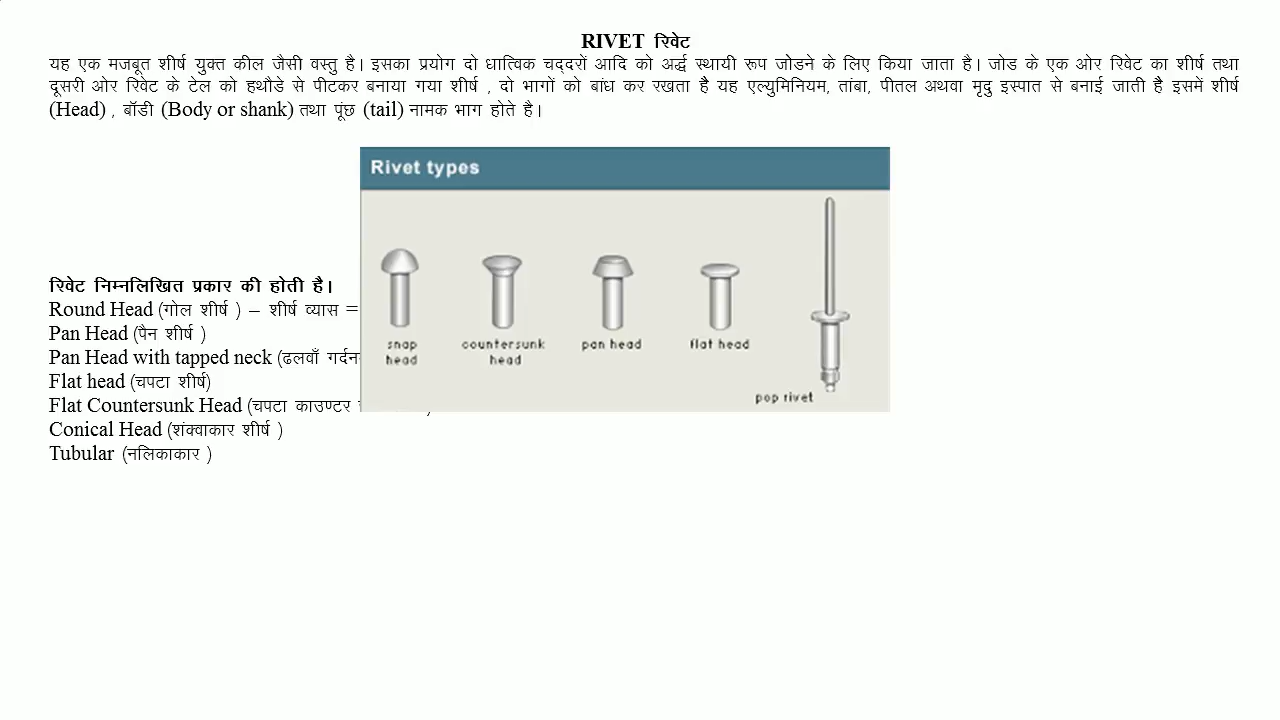 RIVET रिवेट
यह एक मजबूत शीर्ष युक्त कील जैसी वस्तु है। इसका प्रयोग दो धात्विक चद्दरों आदि को अर्द्ध स्थायी रूप जोडने के लिए किया जाता है। जोड के एक ओर रिवेट का शीर्ष तथा
दूसरी ओर रिवेट के टेल को हथौडे से पीटकर बनाया गया शीर्ष , दो भागों को बांध कर रखता है यह एल्युमिनियम, तांबा, पीतल अथवा मृदु इस्पात से बनाई जाती है इसमें शीर्ष
(Head) , बॉडी (Body or shank) तथा पूंछ (tail) नामक भाग होते है।
Rivet types
snap head
countersunk head
pan head
flat head
pop rivet
रिवेट निम्नलिखित प्रकार की होती है।
Round Head (गोल शीर्ष ) – शीर्ष व्यास =
Pan Head (पैन शीर्ष )
Pan Head with tapped neck (ढलवाँ
Flat head (चपटा शीर्ष)
Flat Countersunk Head (चपटा काउण्टर
Conical Head (शंक्वाकार शीर्ष )
Tubular (नलिकाकार )